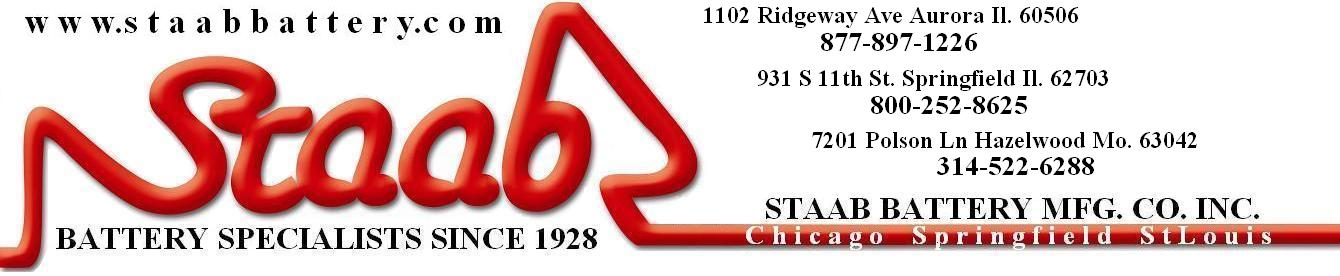 www.staabbattery.com
Staab
BATTERY SPECIALISTS SINCE 1928
1102 Ridgeway Ave Aurora Il. 60506
877-897-1226
931 S 11th St. Springfield Il. 62703
800-252-8625
7201 Polson Ln Hazelwood Mo. 63042
314-522-6288
STAAB BATTERY MFG. CO. INC.
Chicago Springfield StLouis